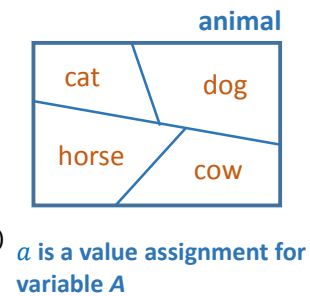 animal
cat dog
horse cow
) a is a value assignment for
variable A